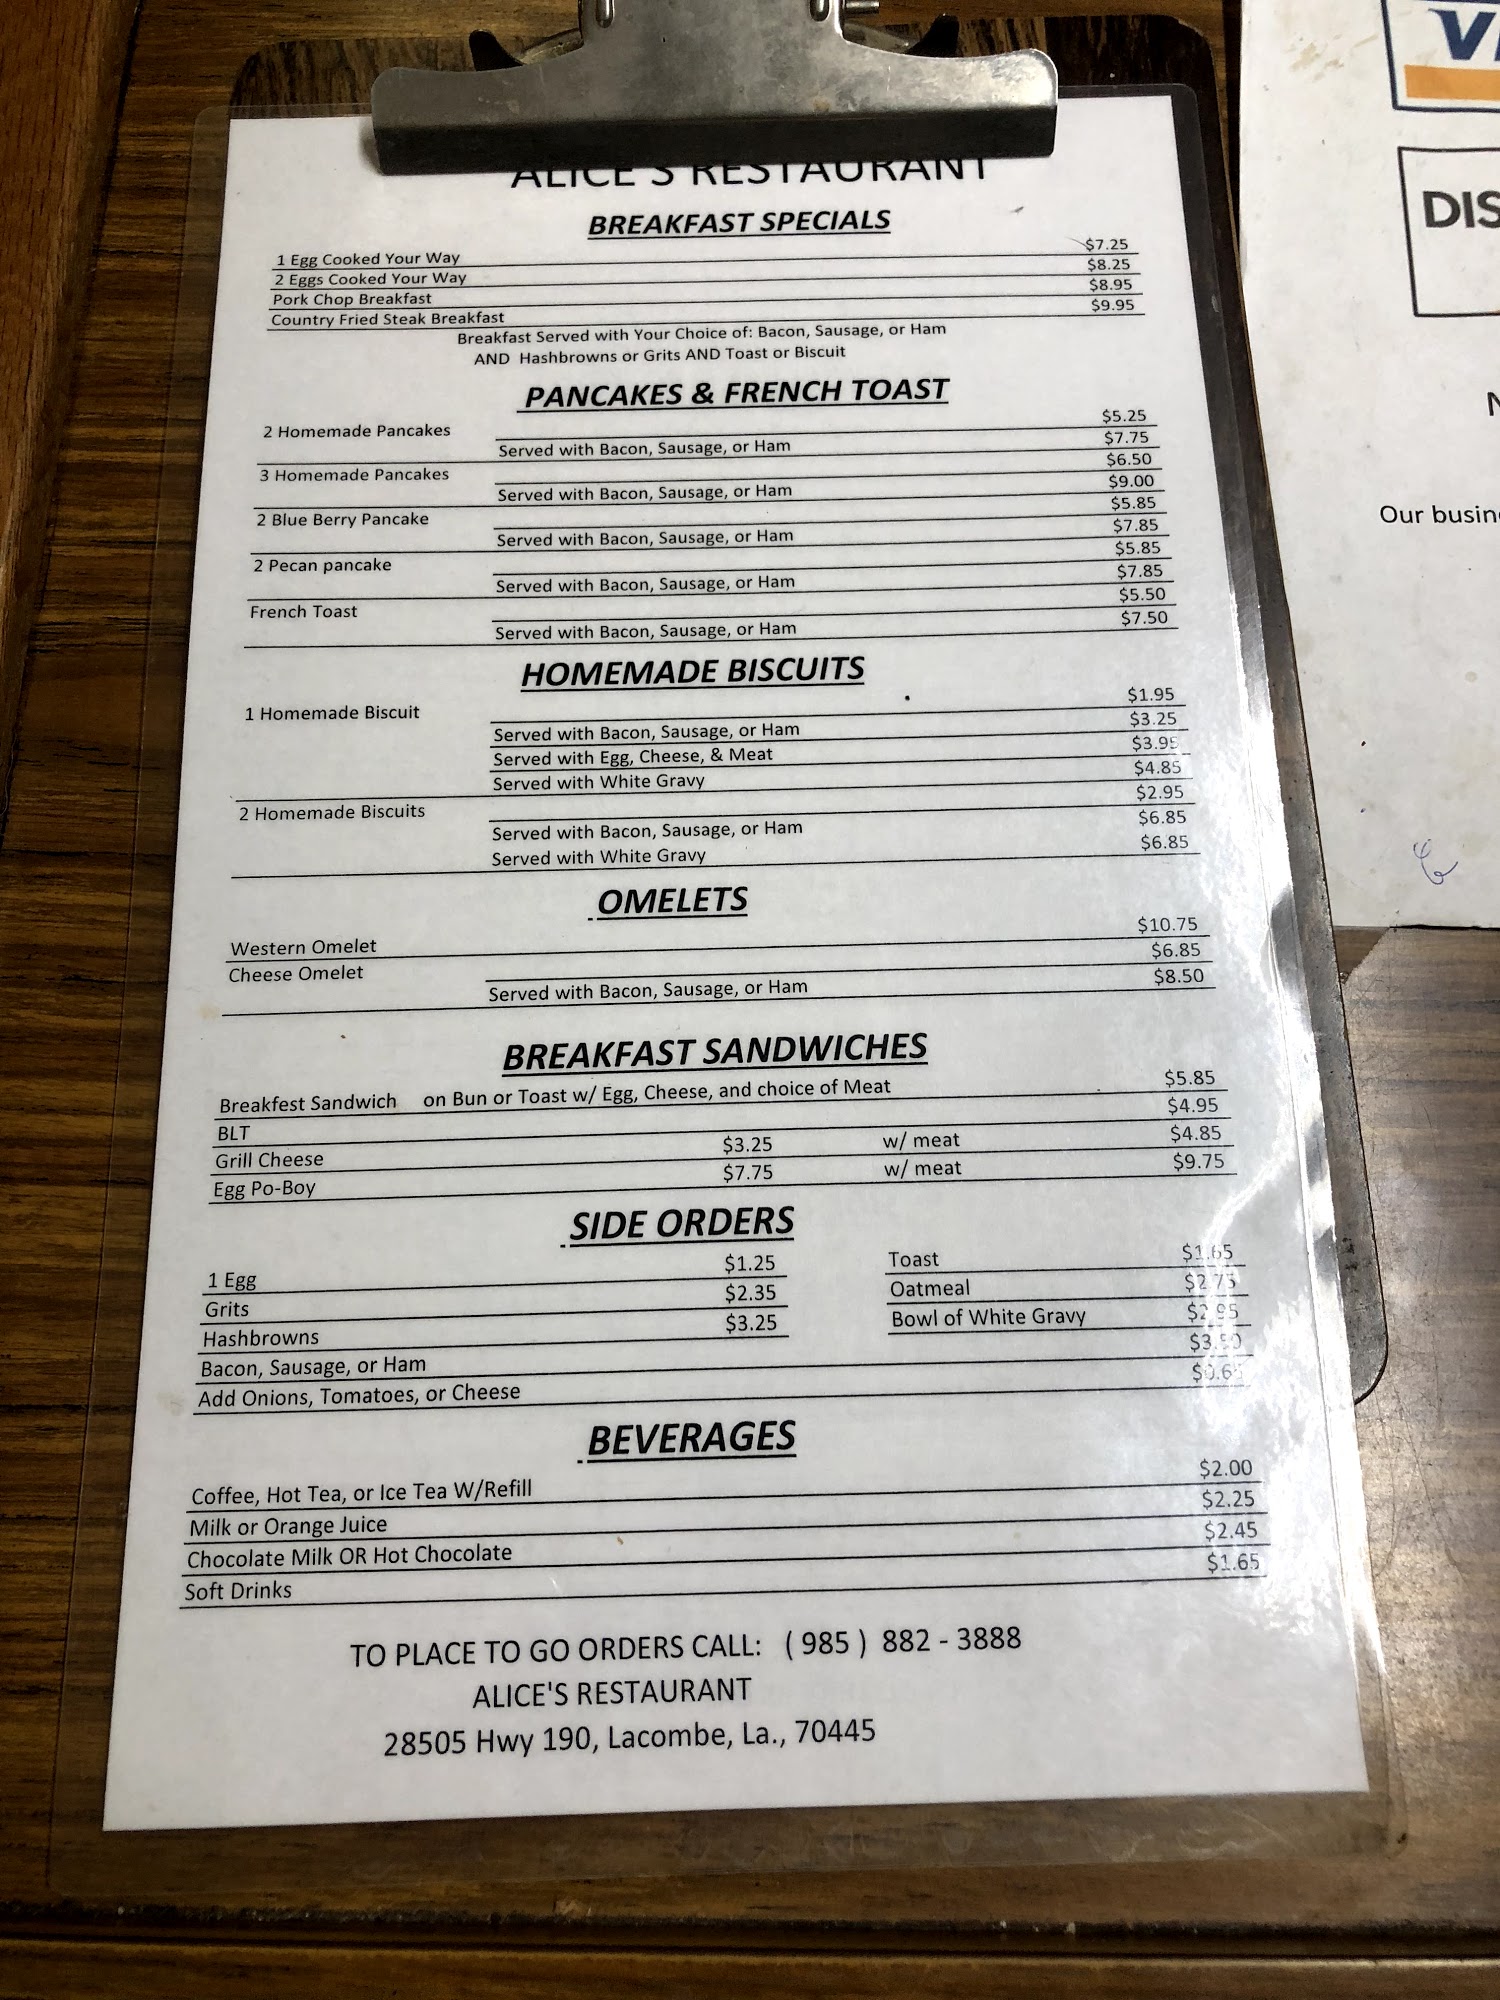 ALICE'S RESTAURANT
BREAKFAST SPECIALS
1 Egg Cooked Your Way $7.25
2 Eggs Cooked Your Way $8.25
Pork Chop Breakfast $8.95
Country Fried Steak Breakfast $9.95
Breakfast Served with Your Choice of: Bacon, Sausage, or Ham
AND Hashbrowns or Grits AND Toast or Biscuit
PANCAKES & FRENCH TOAST
2 Homemade Pancakes $5.25
Served with Bacon, Sausage, or Ham $7.75
3 Homemade Pancakes $6.50
Served with Bacon, Sausage, or Ham $9.00
2 Blue Berry Pancake $5.85
Served with Bacon, Sausage, or Ham $7.85
2 Pecan pancake $5.85
Served with Bacon, Sausage, or Ham $7.85
French Toast $5.50
Served with Bacon, Sausage, or Ham $7.50
HOMEMADE BISCUITS
1 Homemade Biscuit $1.95
Served with Bacon, Sausage, or Ham $3.25
Served with Egg, Cheese, & Meat $3.95
Served with White Gravy $4.85
2 Homemade Biscuits $2.95
Served with Bacon, Sausage, or Ham $6.85
Served with White Gravy $6.85
OMELETS
Western Omelet $10.75
Cheese Omelet $6.85
Served with Bacon, Sausage, or Ham $8.50
BREAKFAST SANDWICHES
Breakfest Sandwich on Bun or Toast w/ Egg, Cheese, and choice of Meat $5.85
BLT $4.95
Grill Cheese $3.25 w/ meat $4.85
Egg Po-Boy $7.75 w/ meat $9.75
SIDE ORDERS
1 Egg $1.25 Toast $1.65
Grits $2.35 Oatmeal $2.75
Hashbrowns $3.25 Bowl of White Gravy $2.95
Bacon, Sausage, or Ham $3.50
Add Onions, Tomatoes, or Cheese $0.65
BEVERAGES
Coffee, Hot Tea, or Ice Tea W/Refill $2.00
Milk or Orange Juice $2.25
Chocolate Milk OR Hot Chocolate $2.45
Soft Drinks $1.65
TO PLACE TO GO ORDERS CALL: ( 985 ) 882 - 3888
ALICE'S RESTAURANT
28505 Hwy 190, Lacombe, La., 70445
DIS
Our busin